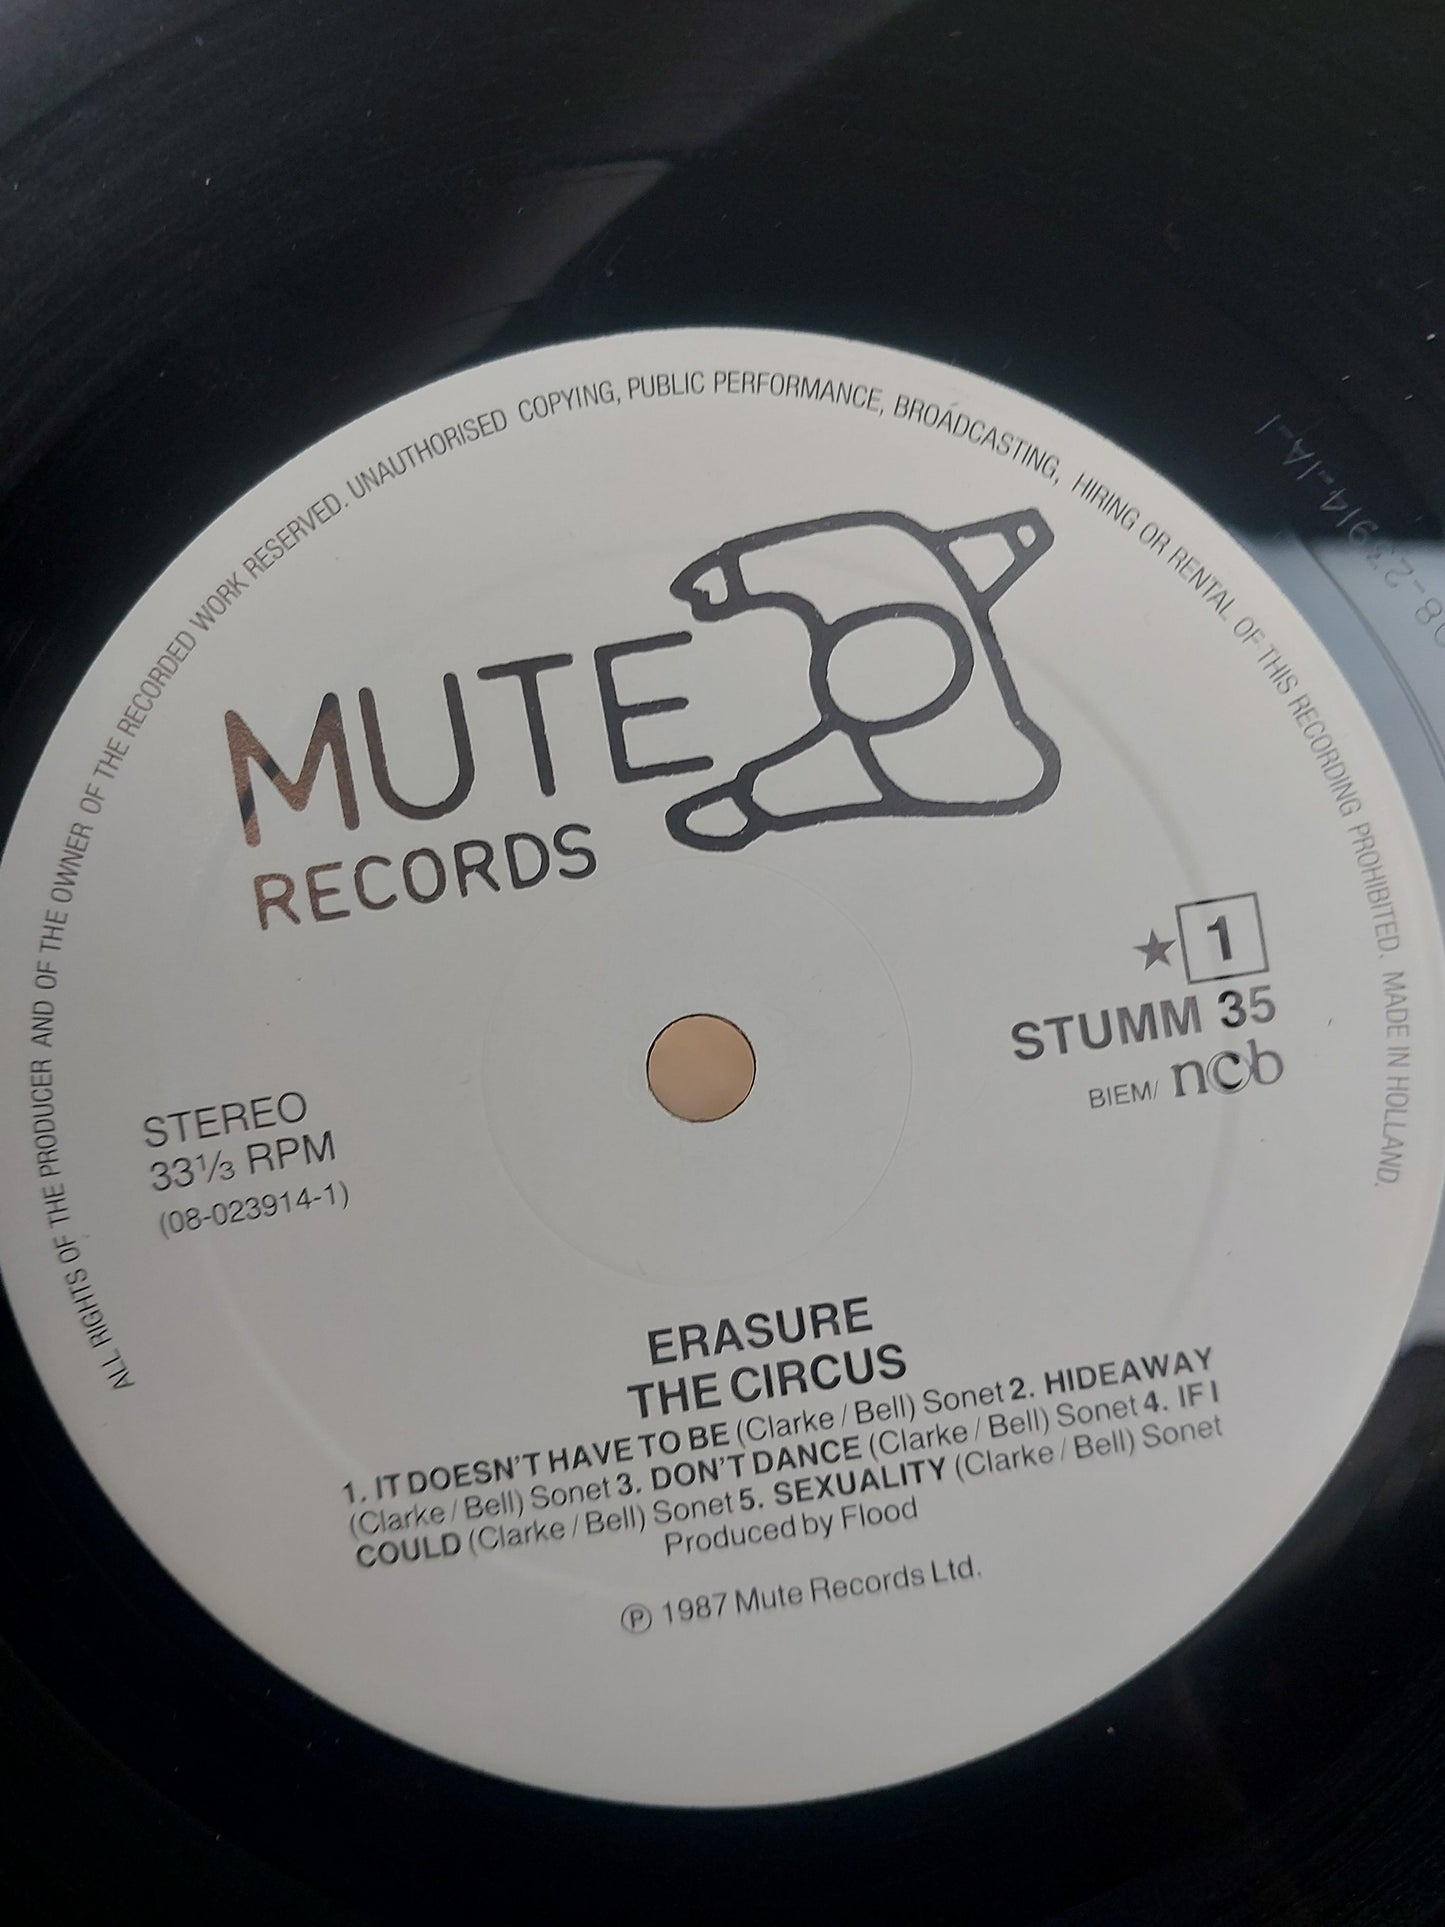 ALL RIGHTS OF THE PRODUCER AND OF THE OWNER OF THE RECORDED WORK RESERVED. UNAUTHORISED COPYING, PUBLIC PERFORMANCE, BROADCASTING, HIRING OR RENTAL OF THIS RECORDING PROHIBITED. MADE IN HOLLAND.
MUTE
RECORDS
★ 1
STUMM 35
BIEM/ ncb
STEREO
33⅓ RPM
(08-023914-1)
ERASURE
THE CIRCUS
1. IT DOESN'T HAVE TO BE (Clarke / Bell) Sonet 2. HIDEAWAY
(Clarke / Bell) Sonet 3. DON'T DANCE (Clarke / Bell) Sonet 4. IF I
COULD (Clarke / Bell) Sonet 5. SEXUALITY (Clarke / Bell) Sonet
Produced by Flood
℗ 1987 Mute Records Ltd.